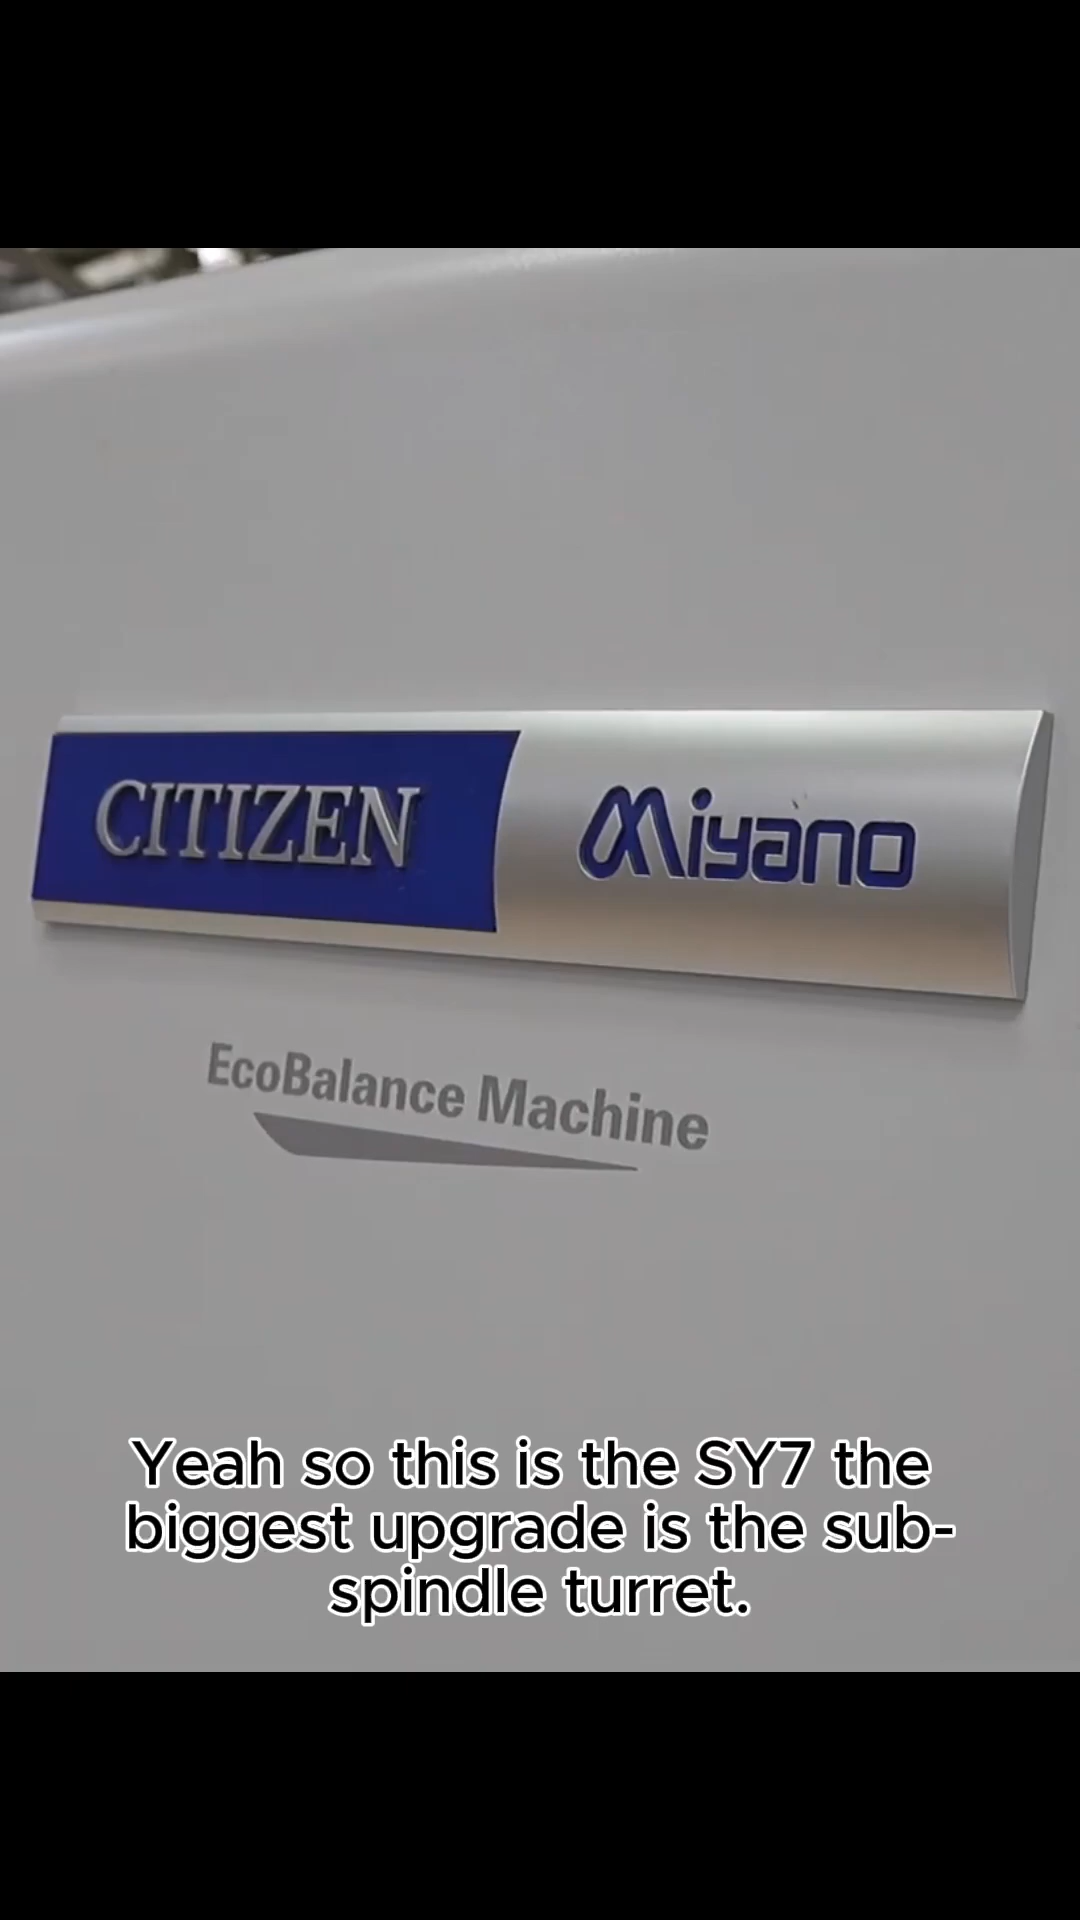 CITIZEN Miyano
EcoBalance Machine
Yeah so this is the SY7 the
biggest upgrade is the sub-
spindle turret.